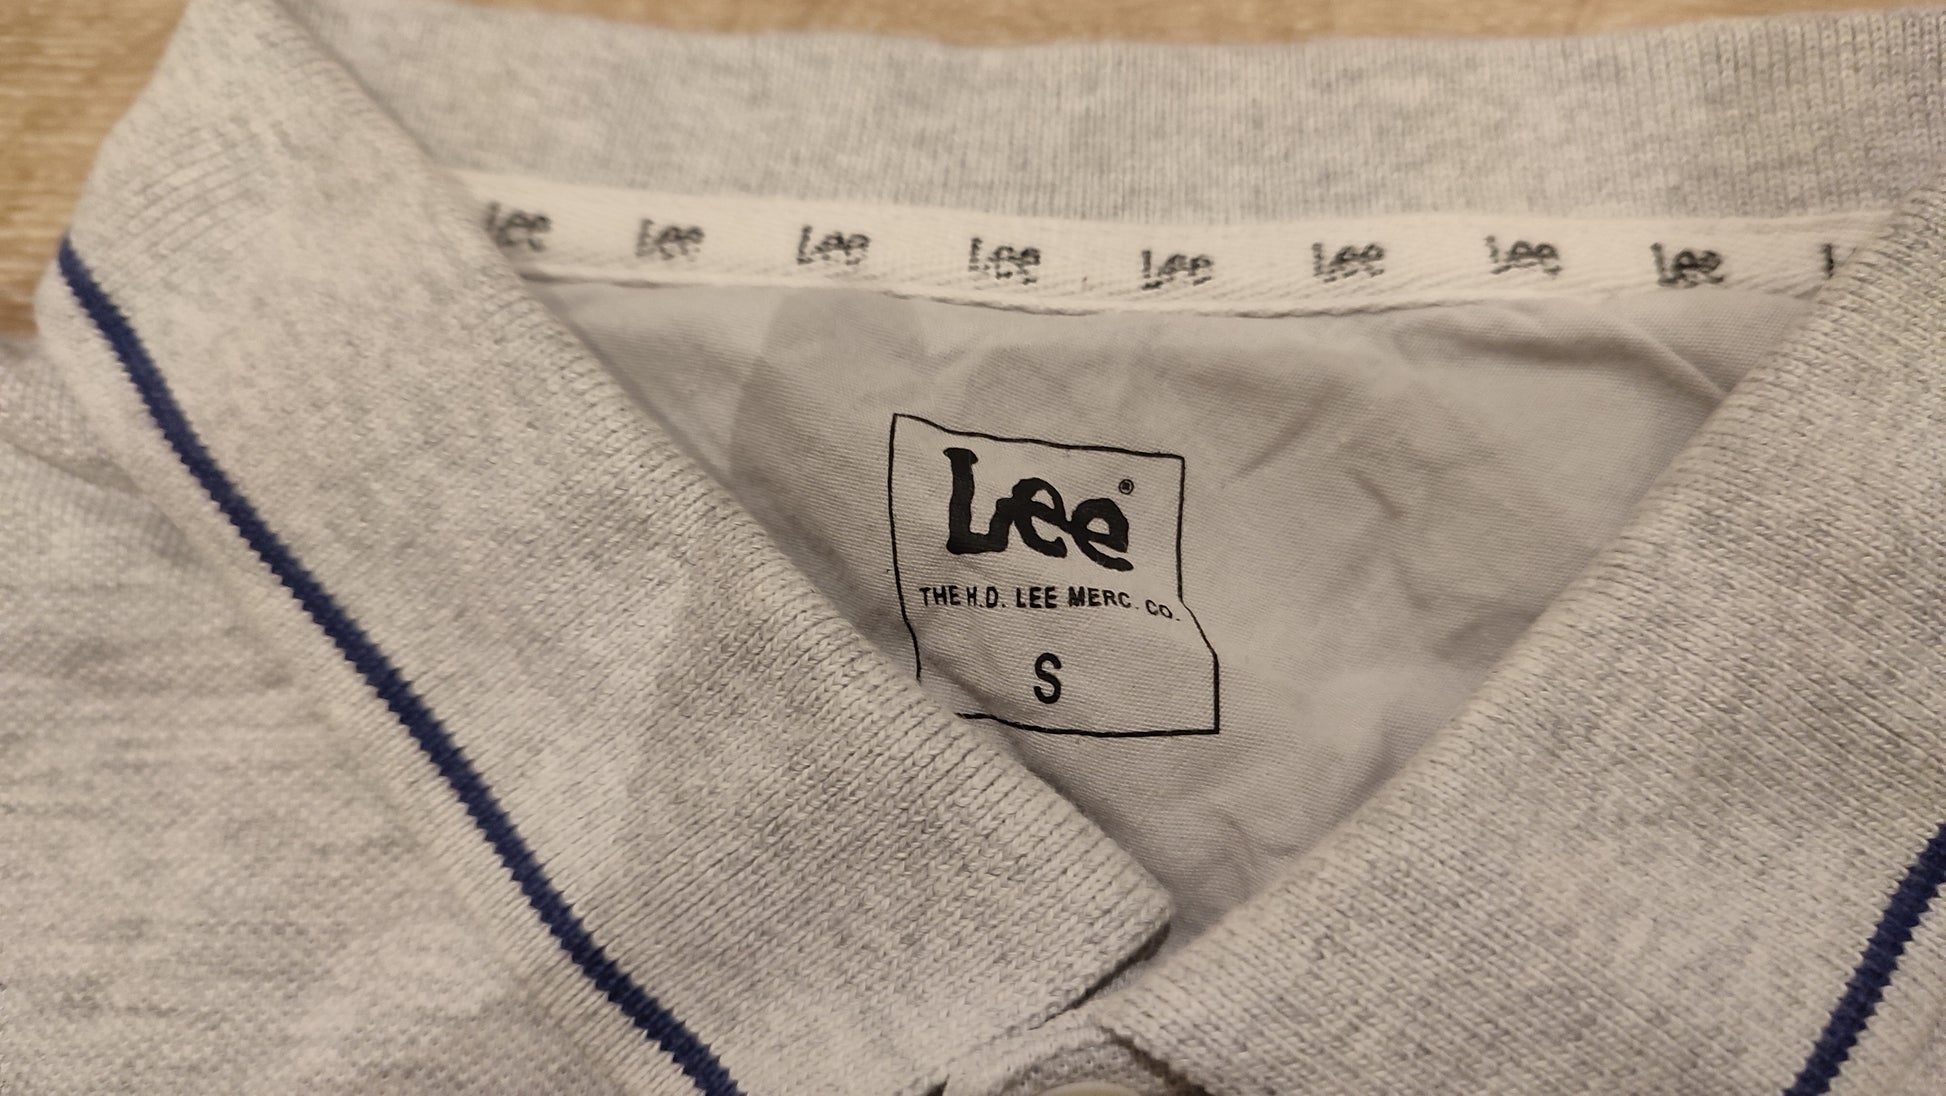 Lee Lee Lee Lee Lee Lee Lee Lee
Lee®
THE H.D. LEE MERC. CO.
S